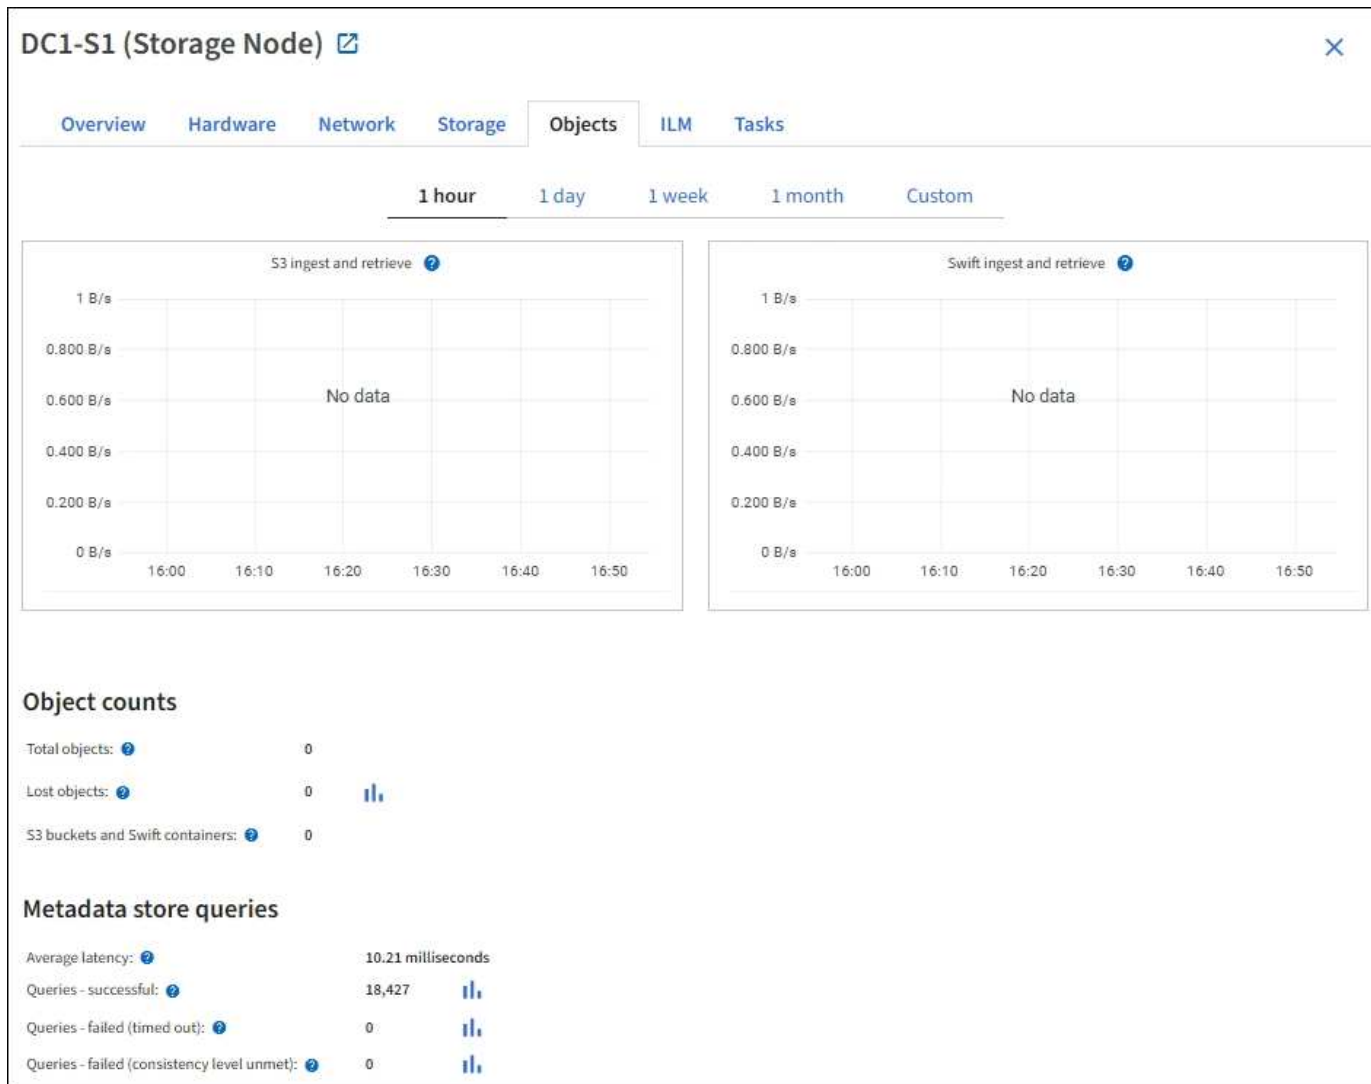 DC1-S1 (Storage Node)
Overview Hardware Network Storage Objects ILM Tasks
1 hour 1 day 1 week 1 month Custom
S3 ingest and retrieve
1 B/s
0.800 B/s
0.600 B/s
0.400 B/s
0.200 B/s
0 B/s
No data
16:00 16:10 16:20 16:30 16:40 16:50
Swift ingest and retrieve
1 B/s
0.800 B/s
0.600 B/s
0.400 B/s
0.200 B/s
0 B/s
No data
16:00 16:10 16:20 16:30 16:40 16:50
Object counts
Total objects: 0
Lost objects: 0
S3 buckets and Swift containers: 0
Metadata store queries
Average latency: 10.21 milliseconds
Queries - successful: 18,427
Queries - failed (timed out): 0
Queries - failed (consistency level unmet): 0